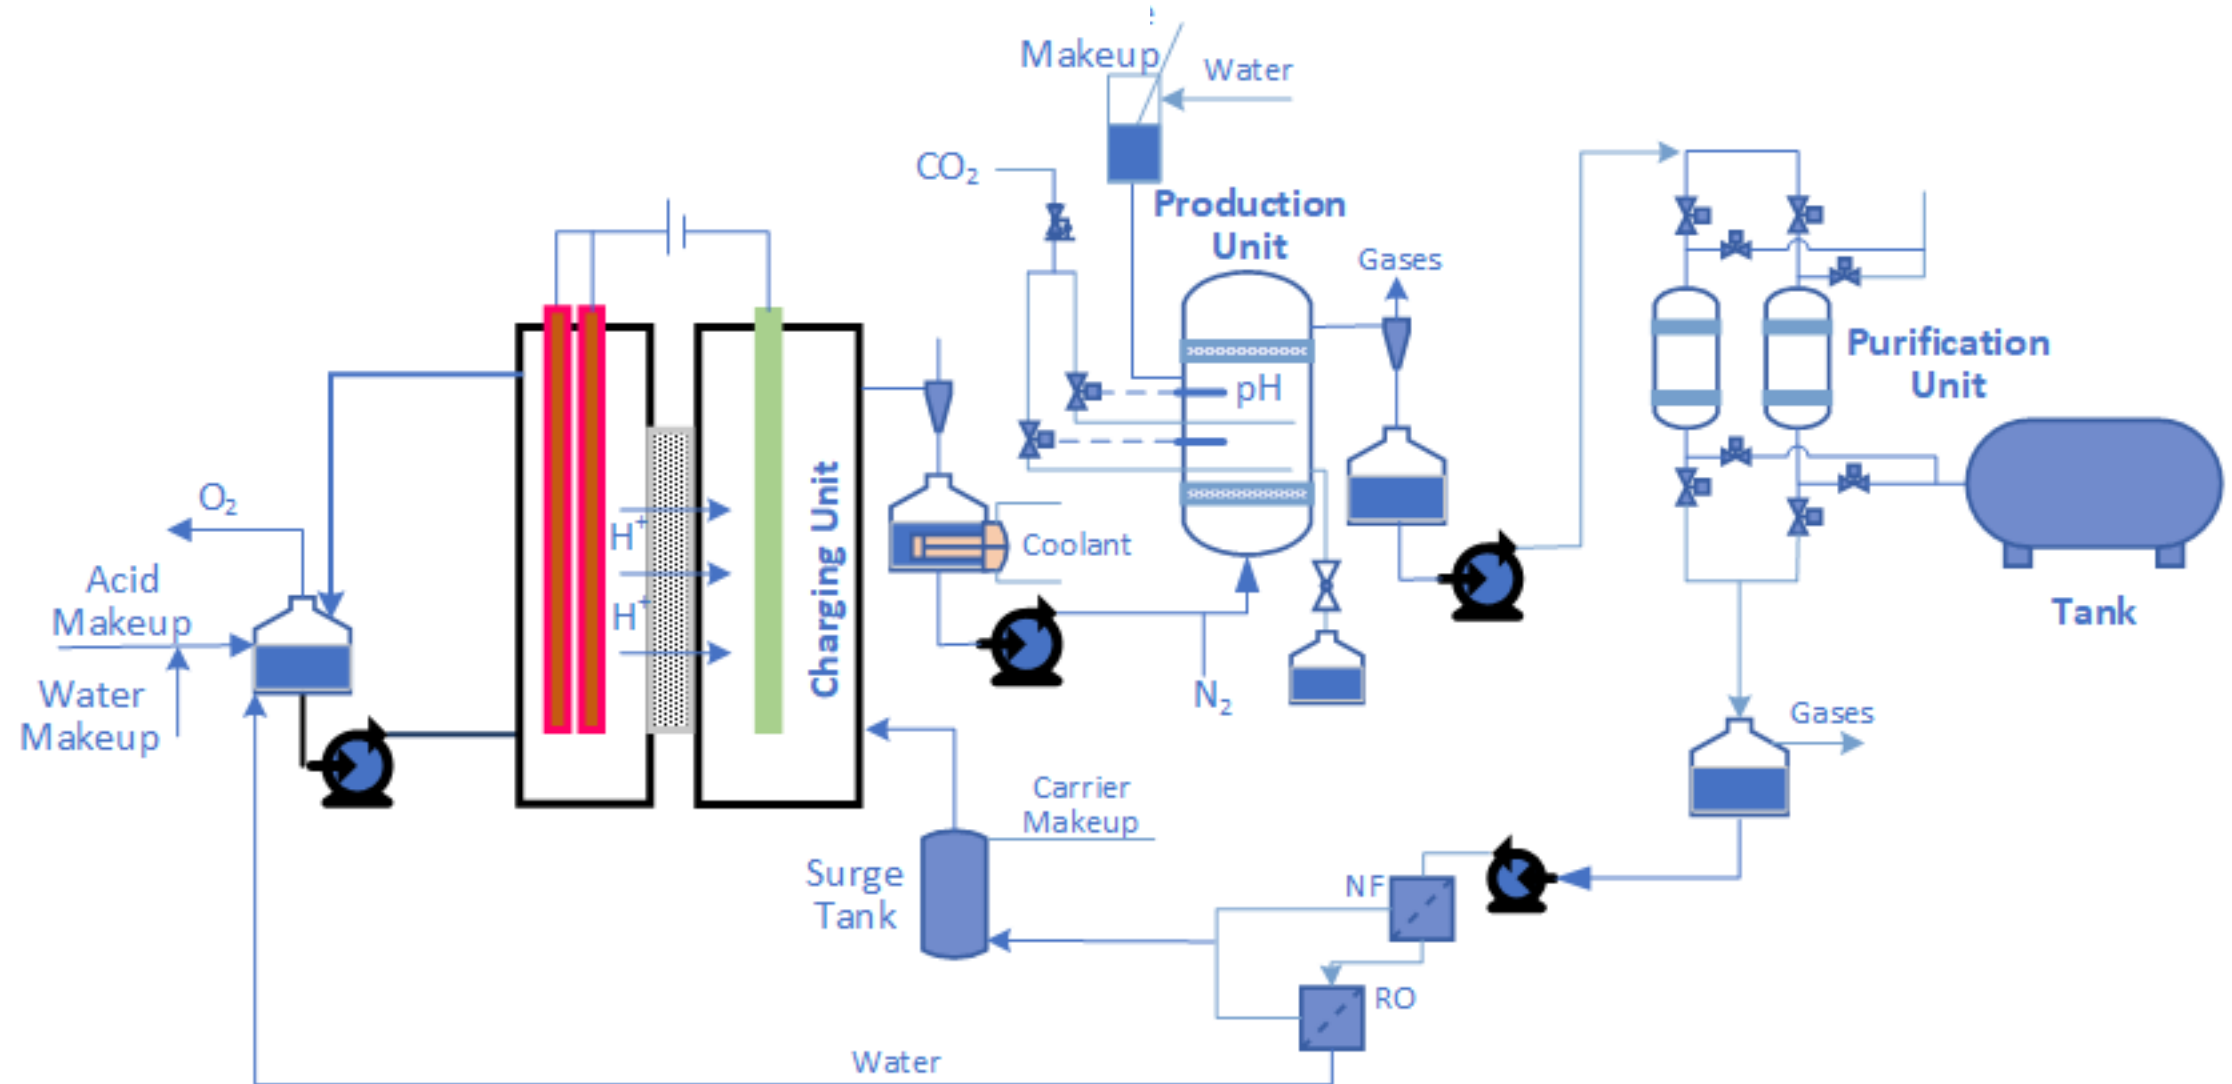 Makeup
Water
CO₂
Production
Unit
Gases
pH
Purification
Unit
O₂
H⁺
H⁺
Charging Unit
Coolant
Acid
Makeup
Water
Makeup
N₂
Tank
Gases
Carrier
Makeup
Surge
Tank
NF
RO
Water